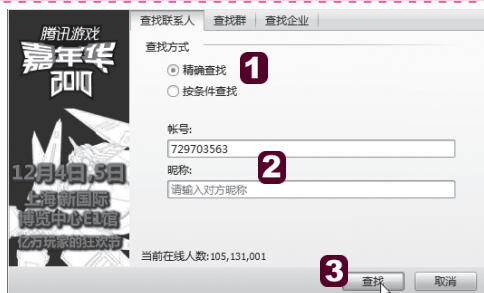 腾讯游戏
嘉年华
2010
12月4日,5日
上海新国际
博览中心E1馆
亿万玩家的狂欢节
查找联系人 查找群 查找企业
查找方式
精确查找
1
按条件查找
帐号:
729703563
2
昵称:
请输入对方昵称
当前在线人数:105,131,001
3
查找 取消